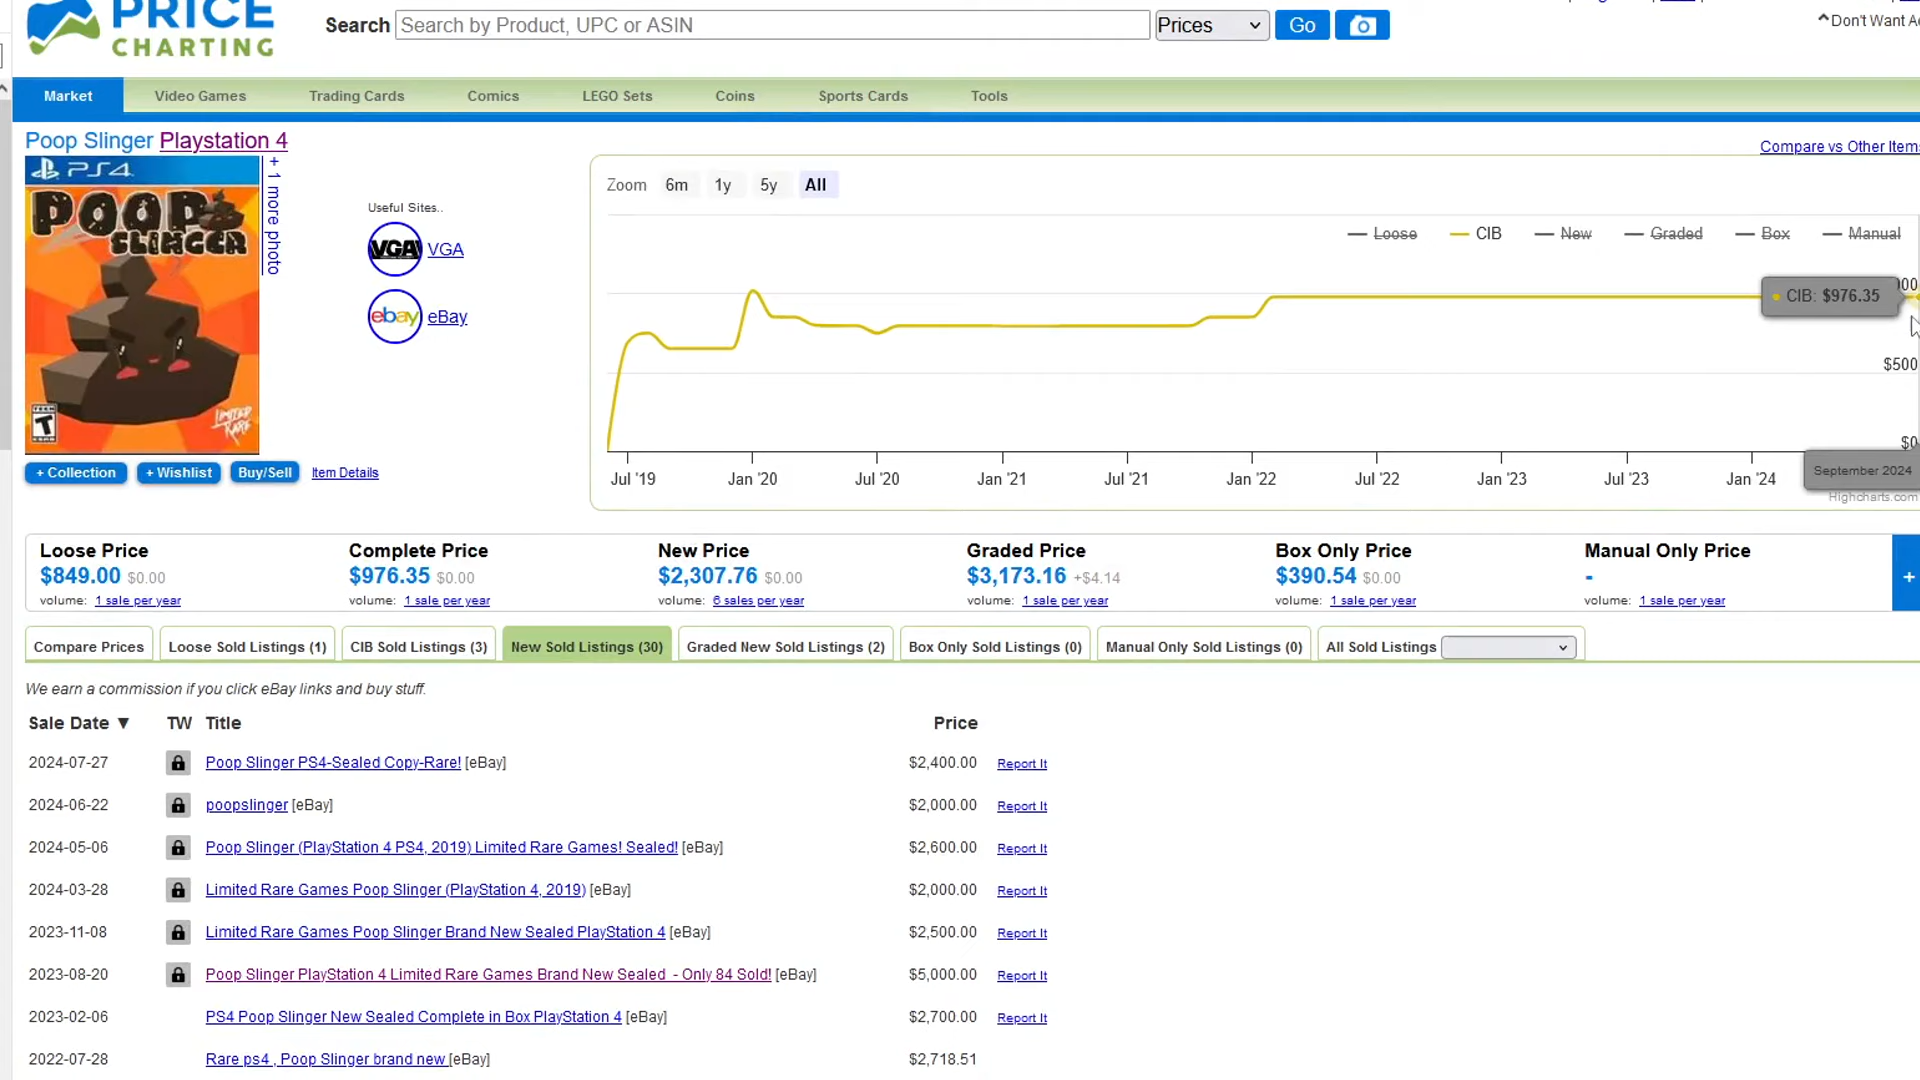 PRICE
CHARTING
Search
Search by Product, UPC or ASIN
Prices
Go
Don't Want
Market
Video Games
Trading Cards
Comics
LEGO Sets
Coins
Sports Cards
Tools
Poop Slinger Playstation 4
Compare vs Other Items
PS4
POOP
SLINGER
TEEN
T
LIMITED
RARE
+ 1 more photo
Useful Sites..
VGA VGA
ebay eBay
Zoom 6m 1y 5y All
Loose CIB New Graded Box Manual
CIB: $976.35
$500
$0
Jul '19 Jan '20 Jul '20 Jan '21 Jul '21 Jan '22 Jul '22 Jan '23 Jul '23 Jan '24
September 2024
Highcharts.com
+ Collection + Wishlist Buy/Sell Item Details
Loose Price Complete Price New Price Graded Price Box Only Price Manual Only Price
$849.00 $0.00 $976.35 $0.00 $2,307.76 $0.00 $3,173.16 +$4.14 $390.54 $0.00 - +
volume: 1 sale per year volume: 1 sale per year volume: 6 sales per year volume: 1 sale per year volume: 1 sale per year volume: 1 sale per year
Compare Prices Loose Sold Listings (1) CIB Sold Listings (3) New Sold Listings (30) Graded New Sold Listings (2) Box Only Sold Listings (0) Manual Only Sold Listings (0) All Sold Listings
We earn a commission if you click eBay links and buy stuff.
Sale Date ▼ TW Title Price
2024-07-27 Poop Slinger PS4-Sealed Copy-Rare! [eBay] $2,400.00 Report It
2024-06-22 poopslinger [eBay] $2,000.00 Report It
2024-05-06 Poop Slinger (PlayStation 4 PS4, 2019) Limited Rare Games! Sealed! [eBay] $2,600.00 Report It
2024-03-28 Limited Rare Games Poop Slinger (PlayStation 4, 2019) [eBay] $2,000.00 Report It
2023-11-08 Limited Rare Games Poop Slinger Brand New Sealed PlayStation 4 [eBay] $2,500.00 Report It
2023-08-20 Poop Slinger PlayStation 4 Limited Rare Games Brand New Sealed - Only 84 Sold! [eBay] $5,000.00 Report It
2023-02-06 PS4 Poop Slinger New Sealed Complete in Box PlayStation 4 [eBay] $2,700.00 Report It
2022-07-28 Rare ps4 , Poop Slinger brand new [eBay] $2,718.51